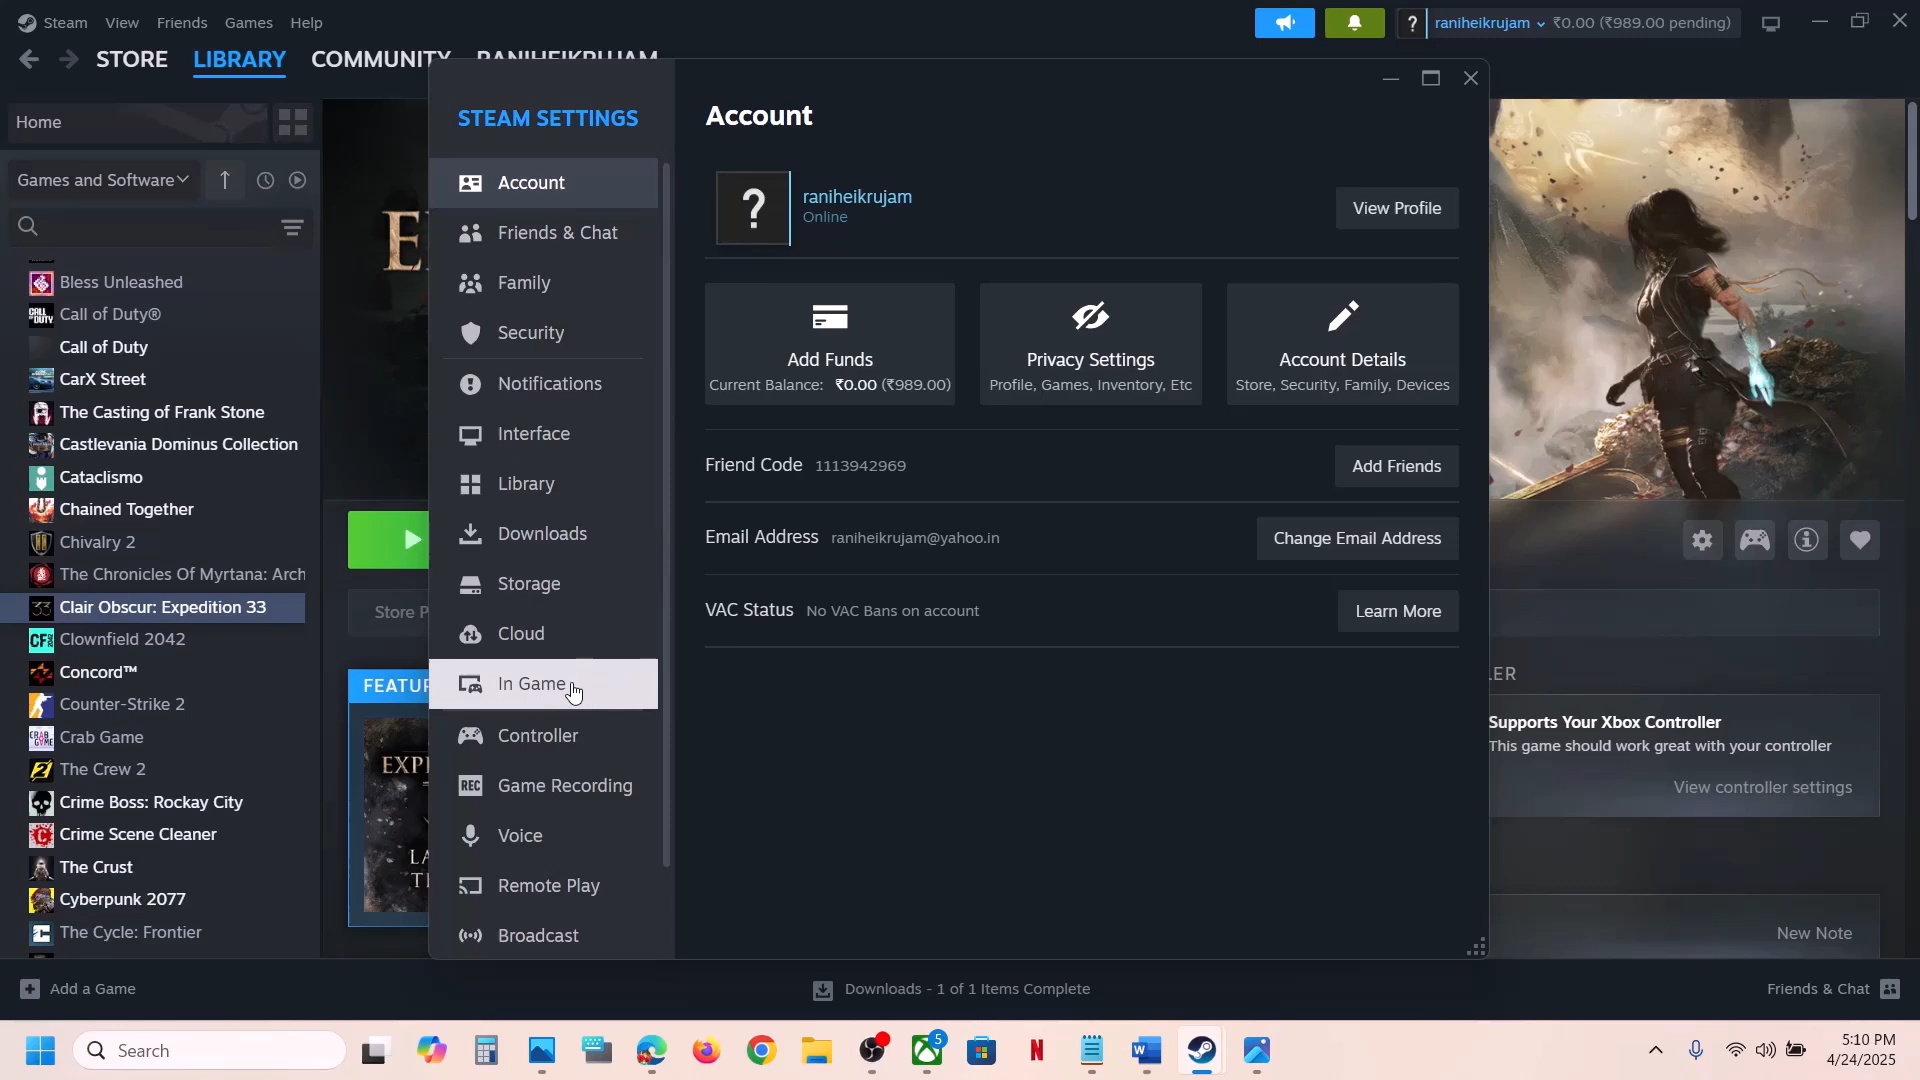 Steam View Friends Games Help
raniheikrujam ₹0.00 (₹989.00 pending)
STORE LIBRARY COMMUNITY RANIHEIKRUJAM
Home
Games and Software
Bless Unleashed
Call of Duty®
Call of Duty
CarX Street
The Casting of Frank Stone
Castlevania Dominus Collection
Cataclismo
Chained Together
Chivalry 2
The Chronicles Of Myrtana: Arch
Clair Obscur: Expedition 33
Clownfield 2042
Concord™
Counter-Strike 2
Crab Game
The Crew 2
Crime Boss: Rockay City
Crime Scene Cleaner
The Crust
Cyberpunk 2077
The Cycle: Frontier
Add a Game
STEAM SETTINGS
Account
Friends & Chat
Family
Security
Notifications
Interface
Library
Downloads
Storage
Cloud
In Game
Controller
Game Recording
Voice
Remote Play
Broadcast
Account
raniheikrujam
Online
View Profile
Add Funds
Current Balance: ₹0.00 (₹989.00)
Privacy Settings
Profile, Games, Inventory, Etc
Account Details
Store, Security, Family, Devices
Friend Code 1113942969
Add Friends
Email Address raniheikrujam@yahoo.in
Change Email Address
VAC Status No VAC Bans on account
Learn More
Store P
FEATUR
EXPE
LA
TH
LER
Supports Your Xbox Controller
This game should work great with your controller
View controller settings
New Note
Downloads - 1 of 1 Items Complete
Friends & Chat
Search
5
5:10 PM
4/24/2025